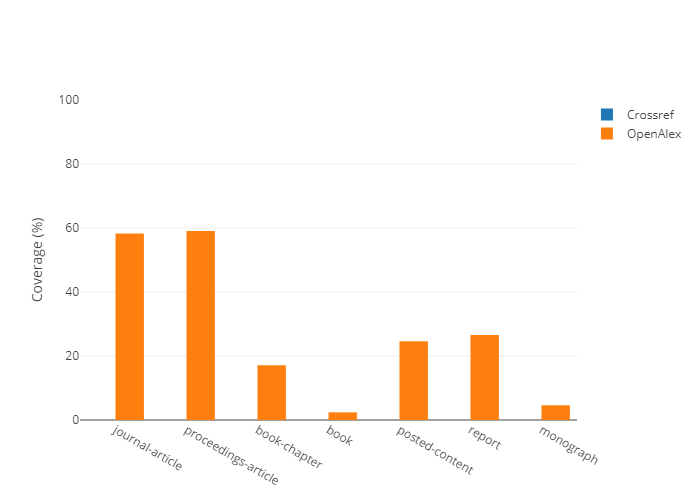 100
80
60
40
20
0
Coverage (%)
journal-article
proceedings-article
book-chapter
book
posted-content
report
monograph
Crossref
OpenAlex